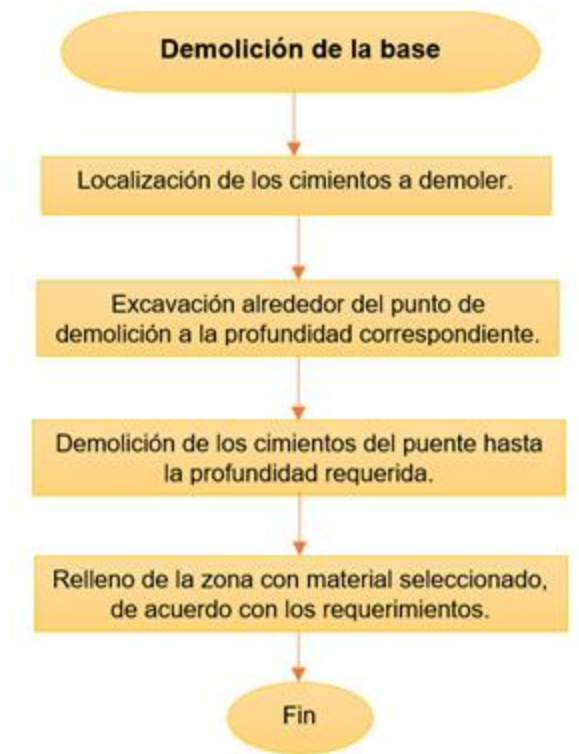 Demolición de la base
Localización de los cimientos a demoler.
Excavación alrededor del punto de
demolición a la profundidad correspondiente.
Demolición de los cimientos del puente hasta
la profundidad requerida.
Relleno de la zona con material seleccionado,
de acuerdo con los requerimientos.
Fin